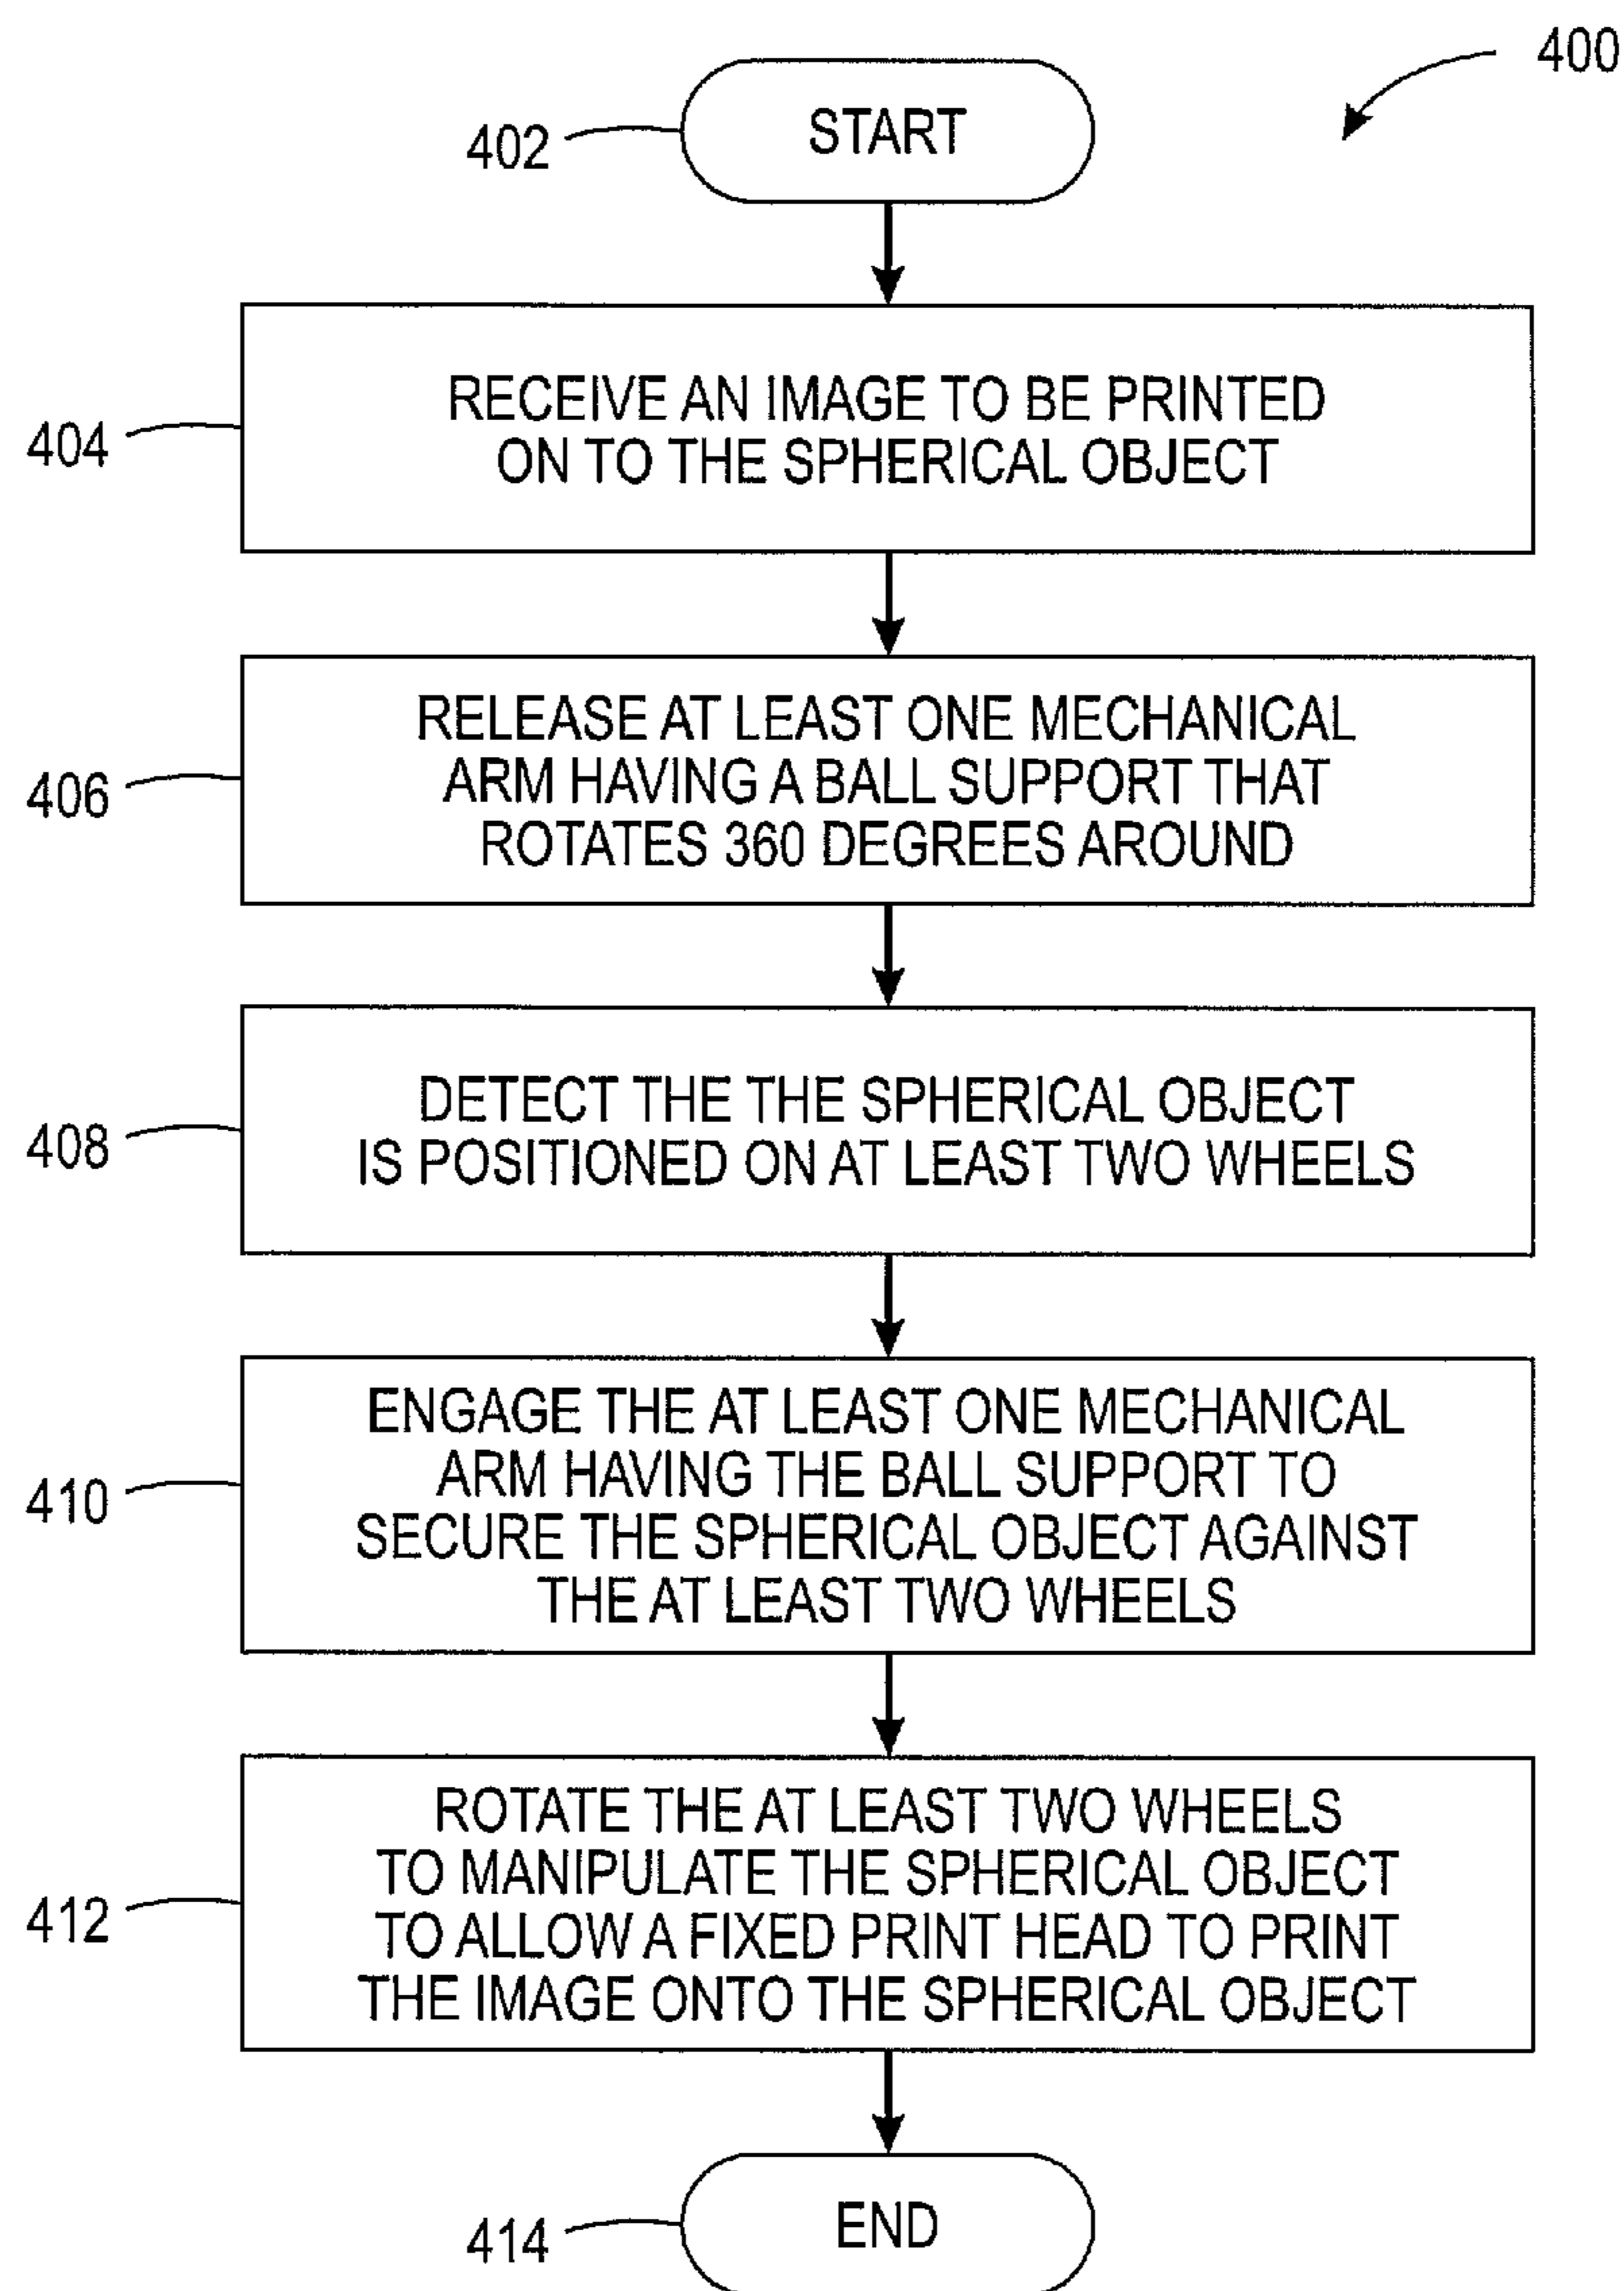 400
402
START
404
RECEIVE AN IMAGE TO BE PRINTED
ON TO THE SPHERICAL OBJECT
406
RELEASE AT LEAST ONE MECHANICAL
ARM HAVING A BALL SUPPORT THAT
ROTATES 360 DEGREES AROUND
408
DETECT THE THE SPHERICAL OBJECT
IS POSITIONED ON AT LEAST TWO WHEELS
410
ENGAGE THE AT LEAST ONE MECHANICAL
ARM HAVING THE BALL SUPPORT TO
SECURE THE SPHERICAL OBJECT AGAINST
THE AT LEAST TWO WHEELS
412
ROTATE THE AT LEAST TWO WHEELS
TO MANIPULATE THE SPHERICAL OBJECT
TO ALLOW A FIXED PRINT HEAD TO PRINT
THE IMAGE ONTO THE SPHERICAL OBJECT
414
END